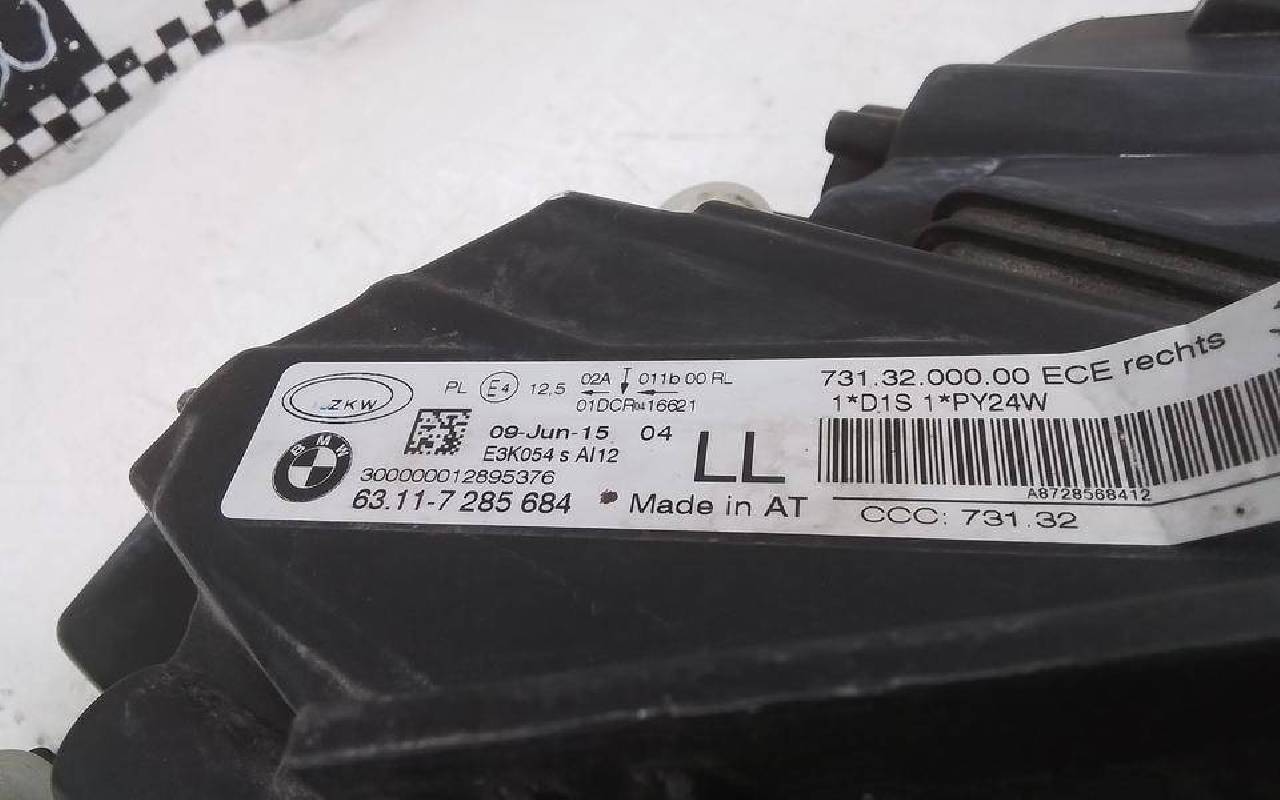 ZKW
PL E4 12,5 02A 011b 00 RL
01DCR 16621
09-Jun-15 04
E3K054 s AI12
300000012895376
63.11-7 285 684
BMW
LL
Made in AT
731.32.000.00 ECE rechts
1*D1S 1*PY24W
A8728568412
CCC: 731.32